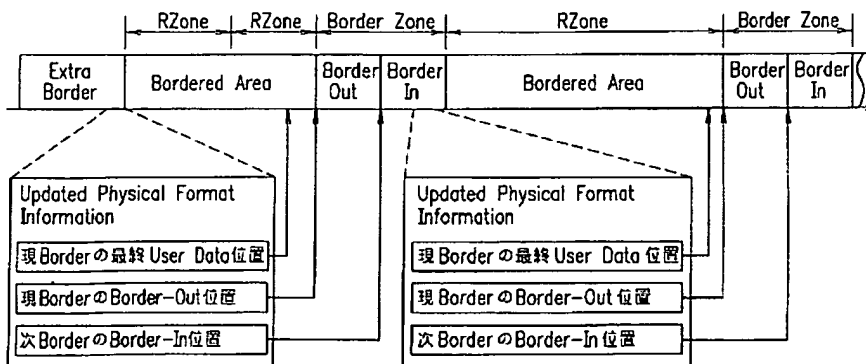 RZone RZone Border Zone RZone Border Zone
Extra Border
Bordered Area
Border Out
Border In
Bordered Area
Border Out
Border In
Updated Physical Format
Information
現Borderの最終User Data位置
現BorderのBorder-Out位置
次BorderのBorder-In位置
Updated Physical Format
Information
現Borderの最終User Data位置
現BorderのBorder-Out位置
次BorderのBorder-In位置